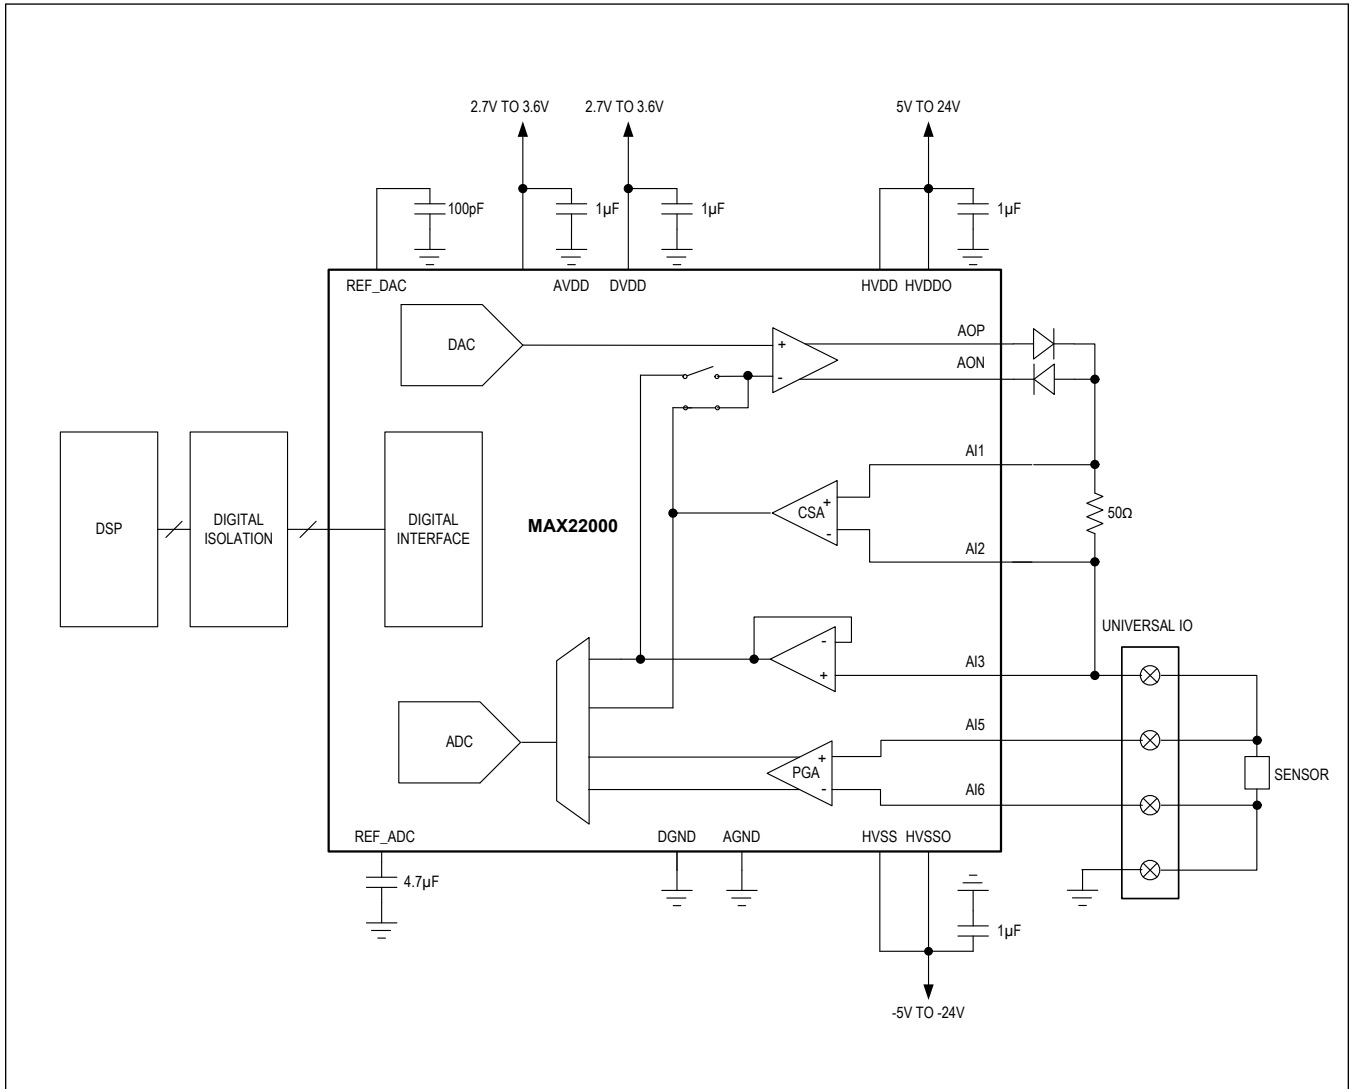 2.7V TO 3.6V 2.7V TO 3.6V 5V TO 24V
100pF 1µF 1µF 1µF
REF_DAC AVDD DVDD HVDD HVDDO
DAC + - AOP
AON
AI1
DSP DIGITAL ISOLATION DIGITAL INTERFACE MAX22000 CSA + - 50Ω
AI2
UNIVERSAL IO
- + AI3
ADC PGA + - AI5
AI6 SENSOR
REF_ADC DGND AGND HVSS HVSSO
4.7µF 1µF
-5V TO -24V